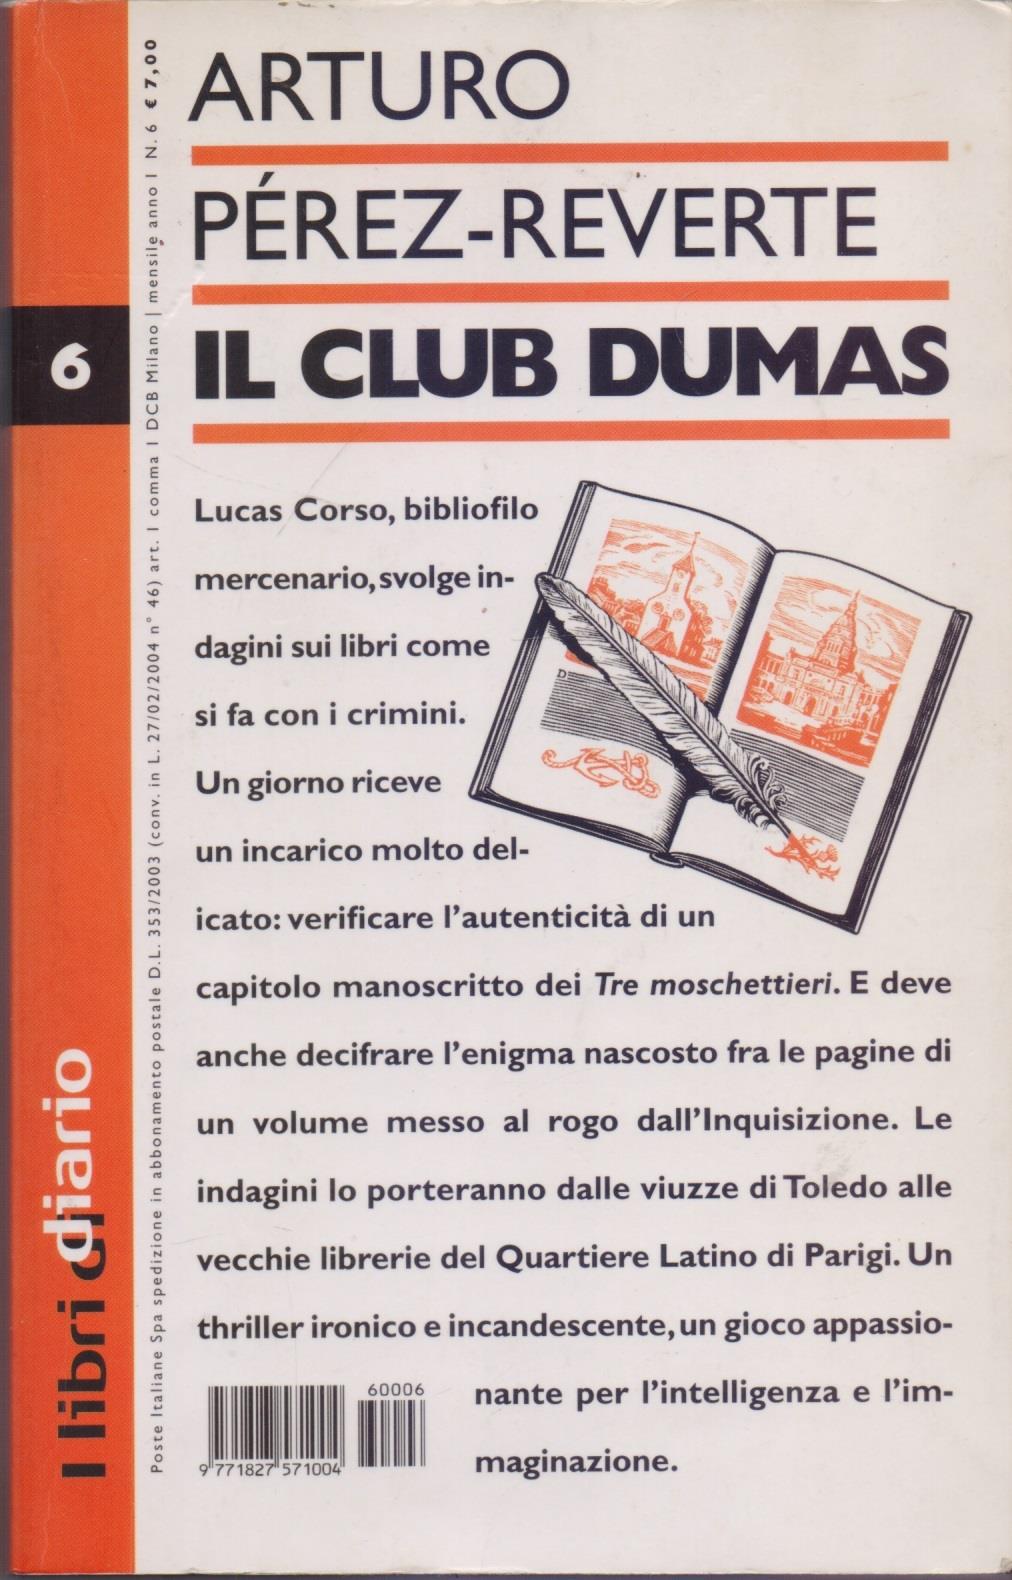 ARTURO
PÉREZ-REVERTE
IL CLUB DUMAS
6
Lucas Corso, bibliofilo
mercenario, svolge in-
dagini sui libri come
si fa con i crimini.
Un giorno riceve
un incarico molto del-
icato: verificare l'autenticità di un
capitolo manoscritto dei Tre moschettieri. E deve
anche decifrare l'enigma nascosto fra le pagine di
un volume messo al rogo dall'Inquisizione. Le
indagini lo porteranno dalle viuzze di Toledo alle
vecchie librerie del Quartiere Latino di Parigi. Un
thriller ironico e incandescente, un gioco appassio-
nante per l'intelligenza e l'im-
maginazione.
D
60006
9 771827 571004
I libri di diario
Poste Italiane Spa spedizione in abbonamento postale D.L. 353/2003 (conv. in L. 27/02/2004 n° 46) art. I comma I DCB Milano | mensile anno I N. 6 € 7,00